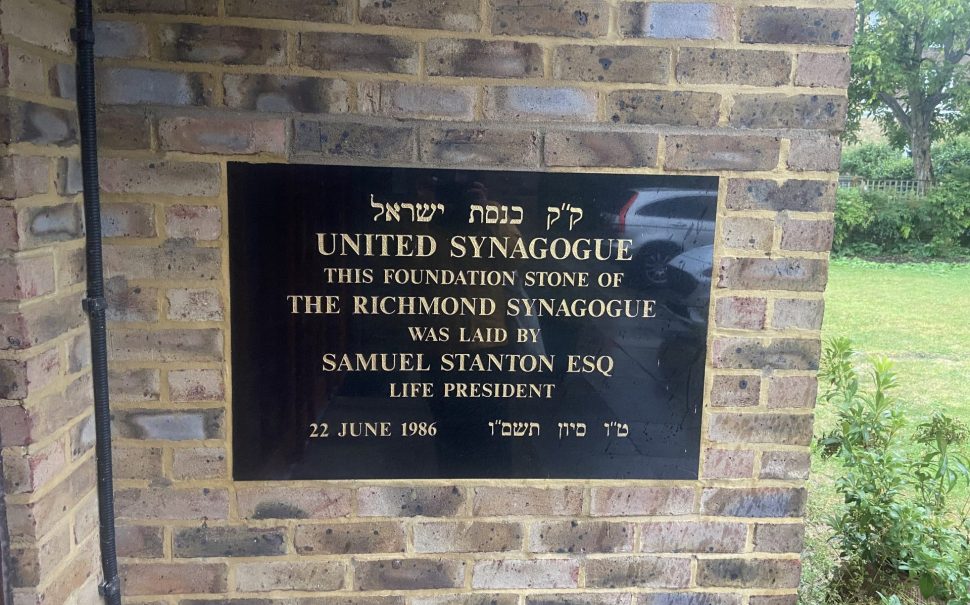 ק״ק כנסת ישראל
UNITED SYNAGOGUE
THIS FOUNDATION STONE OF
THE RICHMOND SYNAGOGUE
WAS LAID BY
SAMUEL STANTON ESQ
LIFE PRESIDENT
22 JUNE 1986 ט״ו סיון תשמ״ו